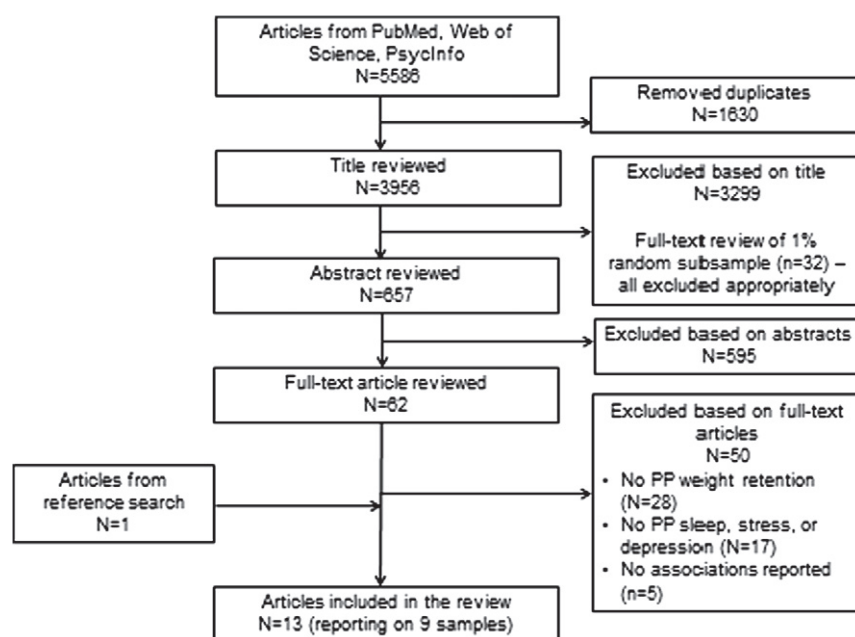 Articles from PubMed, Web of
Science, PsycInfo
N=5586
Removed duplicates
N=1630
Title reviewed
N=3956
Excluded based on title
N=3299
Full-text review of 1%
random subsample (n=32) –
all excluded appropriately
Abstract reviewed
N=657
Excluded based on abstracts
N=595
Full-text article reviewed
N=62
Excluded based on full-text
articles
N=50
• No PP weight retention
(N=28)
• No PP sleep, stress, or
depression (N=17)
• No associations reported
(n=5)
Articles from
reference search
N=1
Articles included in the review
N=13 (reporting on 9 samples)